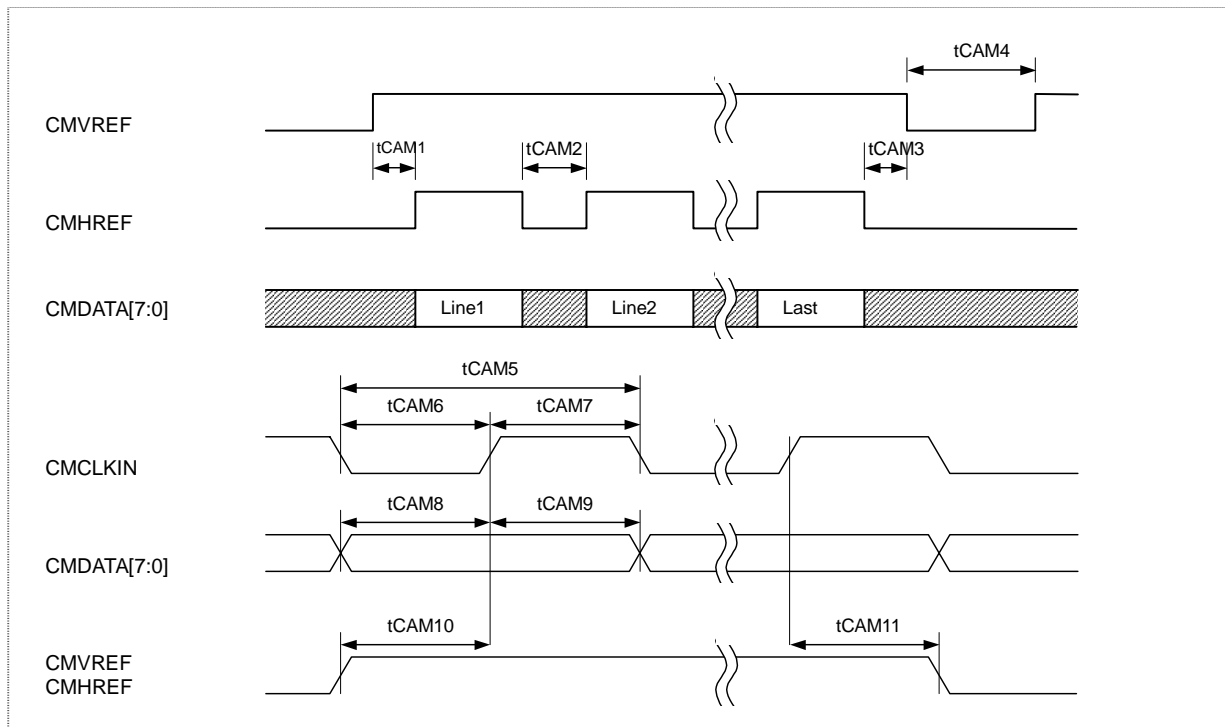 tCAM4
CMVREF
tCAM1
tCAM2
tCAM3
CMHREF
CMDATA[7:0]
Line1
Line2
Last
tCAM5
tCAM6
tCAM7
CMCLKIN
tCAM8
tCAM9
CMDATA[7:0]
tCAM10
tCAM11
CMVREF
CMHREF